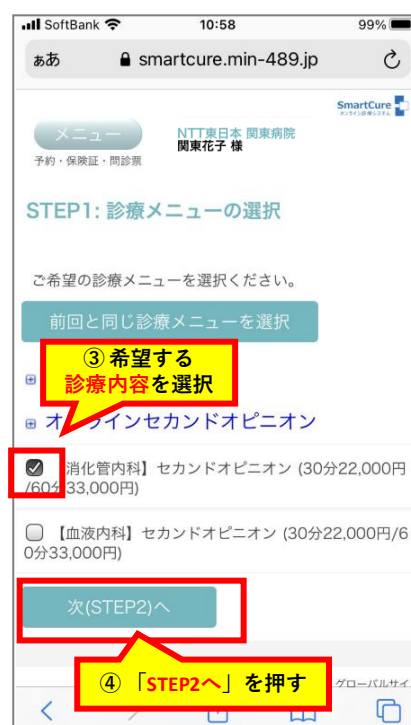 SoftBank 10:58 99%
ああ smartcure.min-489.jp
SmartCure
オンライン診療システム
メニュー
予約・保険証・問診票
NTT東日本 関東病院
関東花子 様
STEP1: 診療メニューの選択
ご希望の診療メニューを選択ください。
前回と同じ診療メニューを選択
③ 希望する
診療内容を選択
オ ラインセカンドオピニオン
消化管内科】セカンドオピニオン (30分22,000円
/60分33,000円)
【血液内科】セカンドオピニオン (30分22,000円/6
0分33,000円)
次(STEP2)へ
④ 「STEP2へ」を押す
グローバルサイ